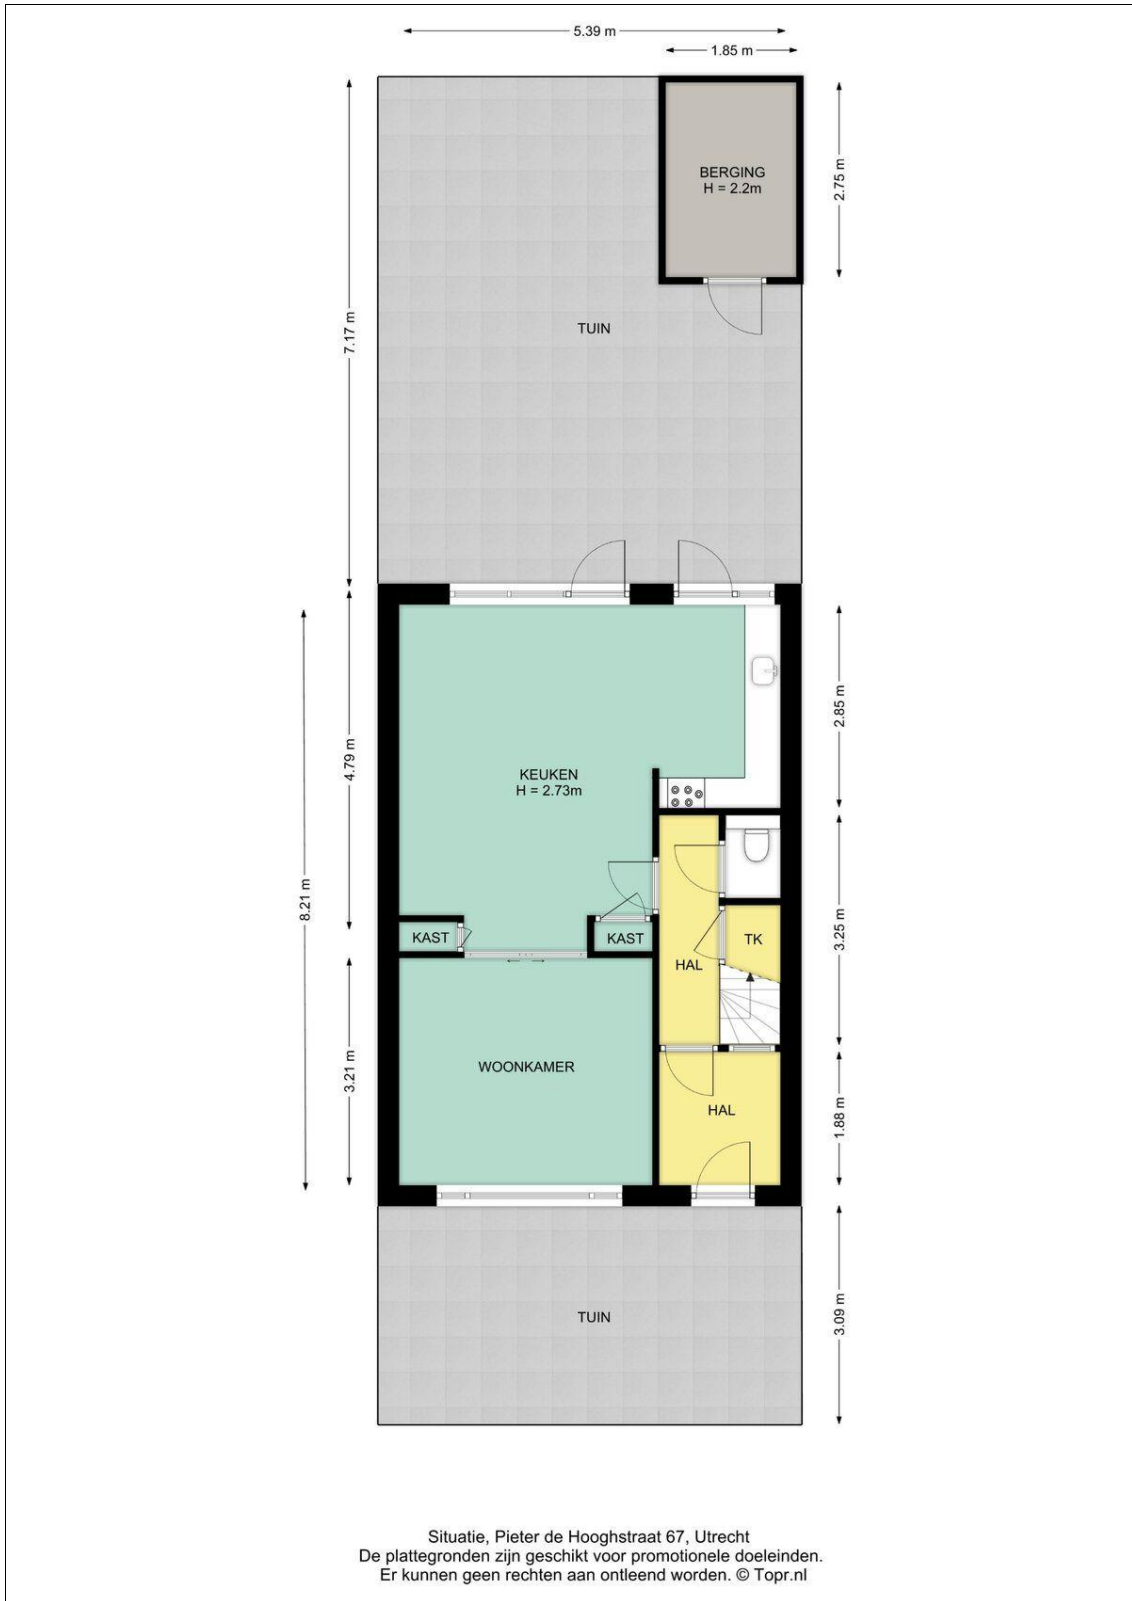 5.39 m
1.85 m
BERGING
H = 2.2m
2.75 m
7.17 m
TUIN
KEUKEN
H = 2.73m
2.85 m
4.79 m
8.21 m
KAST
KAST
TK
HAL
3.25 m
WOONKAMER
3.21 m
HAL
1.88 m
TUIN
3.09 m
Situatie, Pieter de Hooghstraat 67, Utrecht
De plattegronden zijn geschikt voor promotionele doeleinden.
Er kunnen geen rechten aan ontleend worden. © Topr.nl